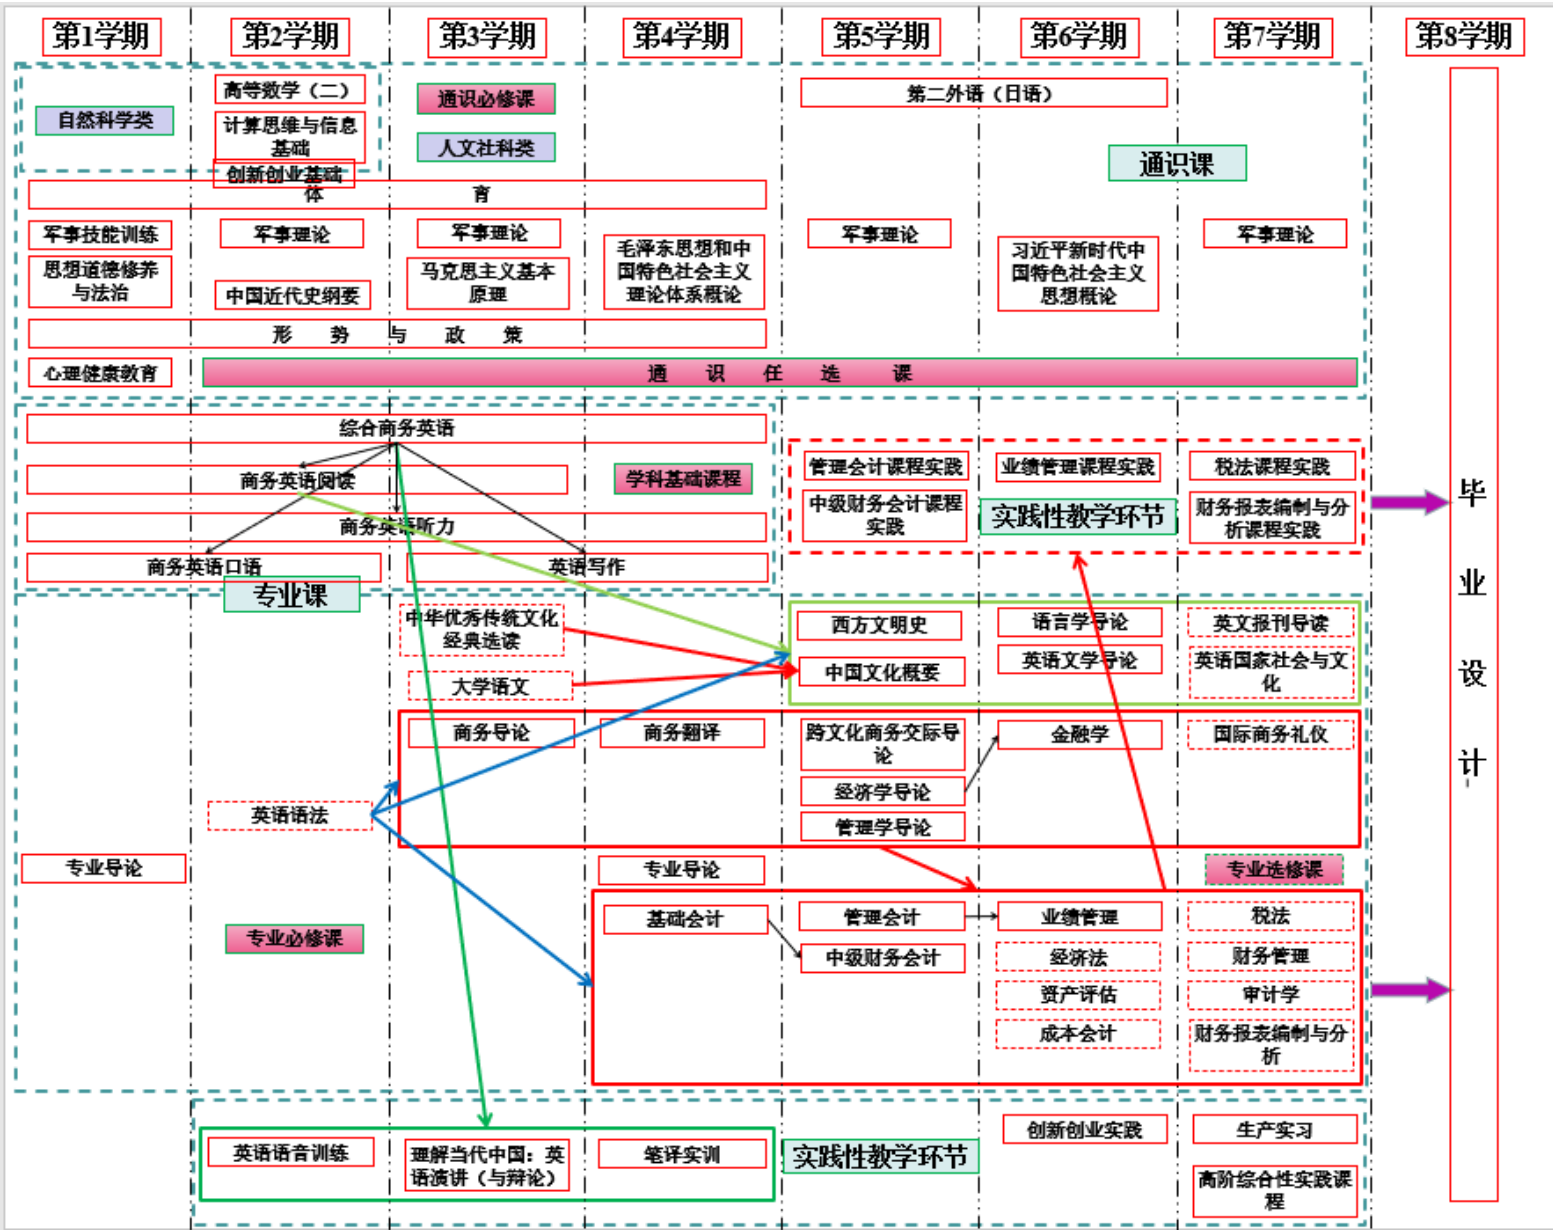 第1学期
第2学期
第3学期
第4学期
第5学期
第6学期
第7学期
第8学期
自然科学类
高等数学（二）
计算思维与信息
基础
创新创业基础
通识必修课
人文社科类
第二外语（日语）
通识课
体 育
军事技能训练
军事理论
军事理论
军事理论
军事理论
思想道德修养
与法治
中国近代史纲要
马克思主义基本
原理
毛泽东思想和中
国特色社会主义
理论体系概论
习近平新时代中
国特色社会主义
思想概论
形 势 与 政 策
心理健康教育
通 识 任 选 课
综合商务英语
商务英语阅读
学科基础课程
商务英语听力
商务英语口语
英语写作
管理会计课程实践
业绩管理课程实践
税法课程实践
中级财务会计课程
实践
实践性教学环节
财务报表编制与分
析课程实践
专业课
中华优秀传统文化
经典选读
大学语文
西方文明史
语言学导论
英文报刊导读
中国文化概要
英语文学导论
英语国家社会与文
化
商务导论
商务翻译
跨文化商务交际导
论
金融学
国际商务礼仪
经济学导论
管理学导论
英语语法
专业导论
专业导论
专业选修课
专业必修课
基础会计
管理会计
业绩管理
税法
中级财务会计
经济法
财务管理
资产评估
审计学
成本会计
财务报表编制与分
析
英语语音训练
理解当代中国：英
语演讲（与辩论）
笔译实训
实践性教学环节
创新创业实践
生产实习
高阶综合性实践课
程
毕
业
设
计